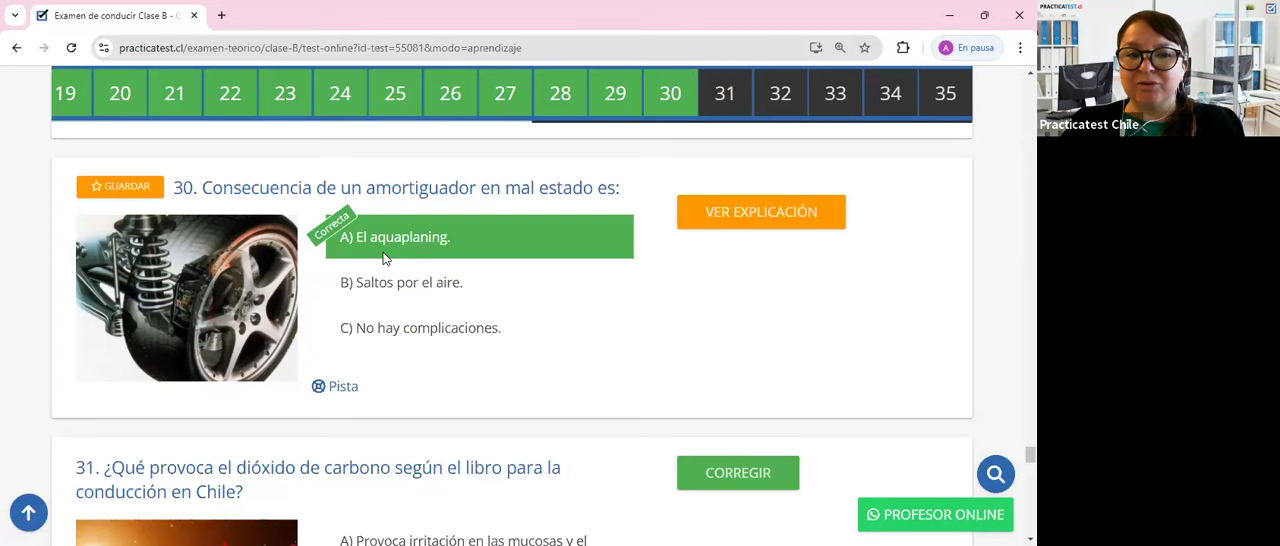 Examen de conducir Clase B - C
practicatest.cl/examen-teorico/clase-B/test-online?id-test=55081&modo=aprendizaje
A
En pausa
PRACTICATEST.cl
Practicatest Chile
19 20 21 22 23 24 25 26 27 28 29 30 31 32 33 34 35
GUARDAR
30. Consecuencia de un amortiguador en mal estado es:
VER EXPLICACIÓN
Correcta
A) El aquaplaning.
B) Saltos por el aire.
C) No hay complicaciones.
Pista
31. ¿Qué provoca el dióxido de carbono según el libro para la
conducción en Chile?
CORREGIR
PROFESOR ONLINE
A) Provoca irritación en las mucosas y el